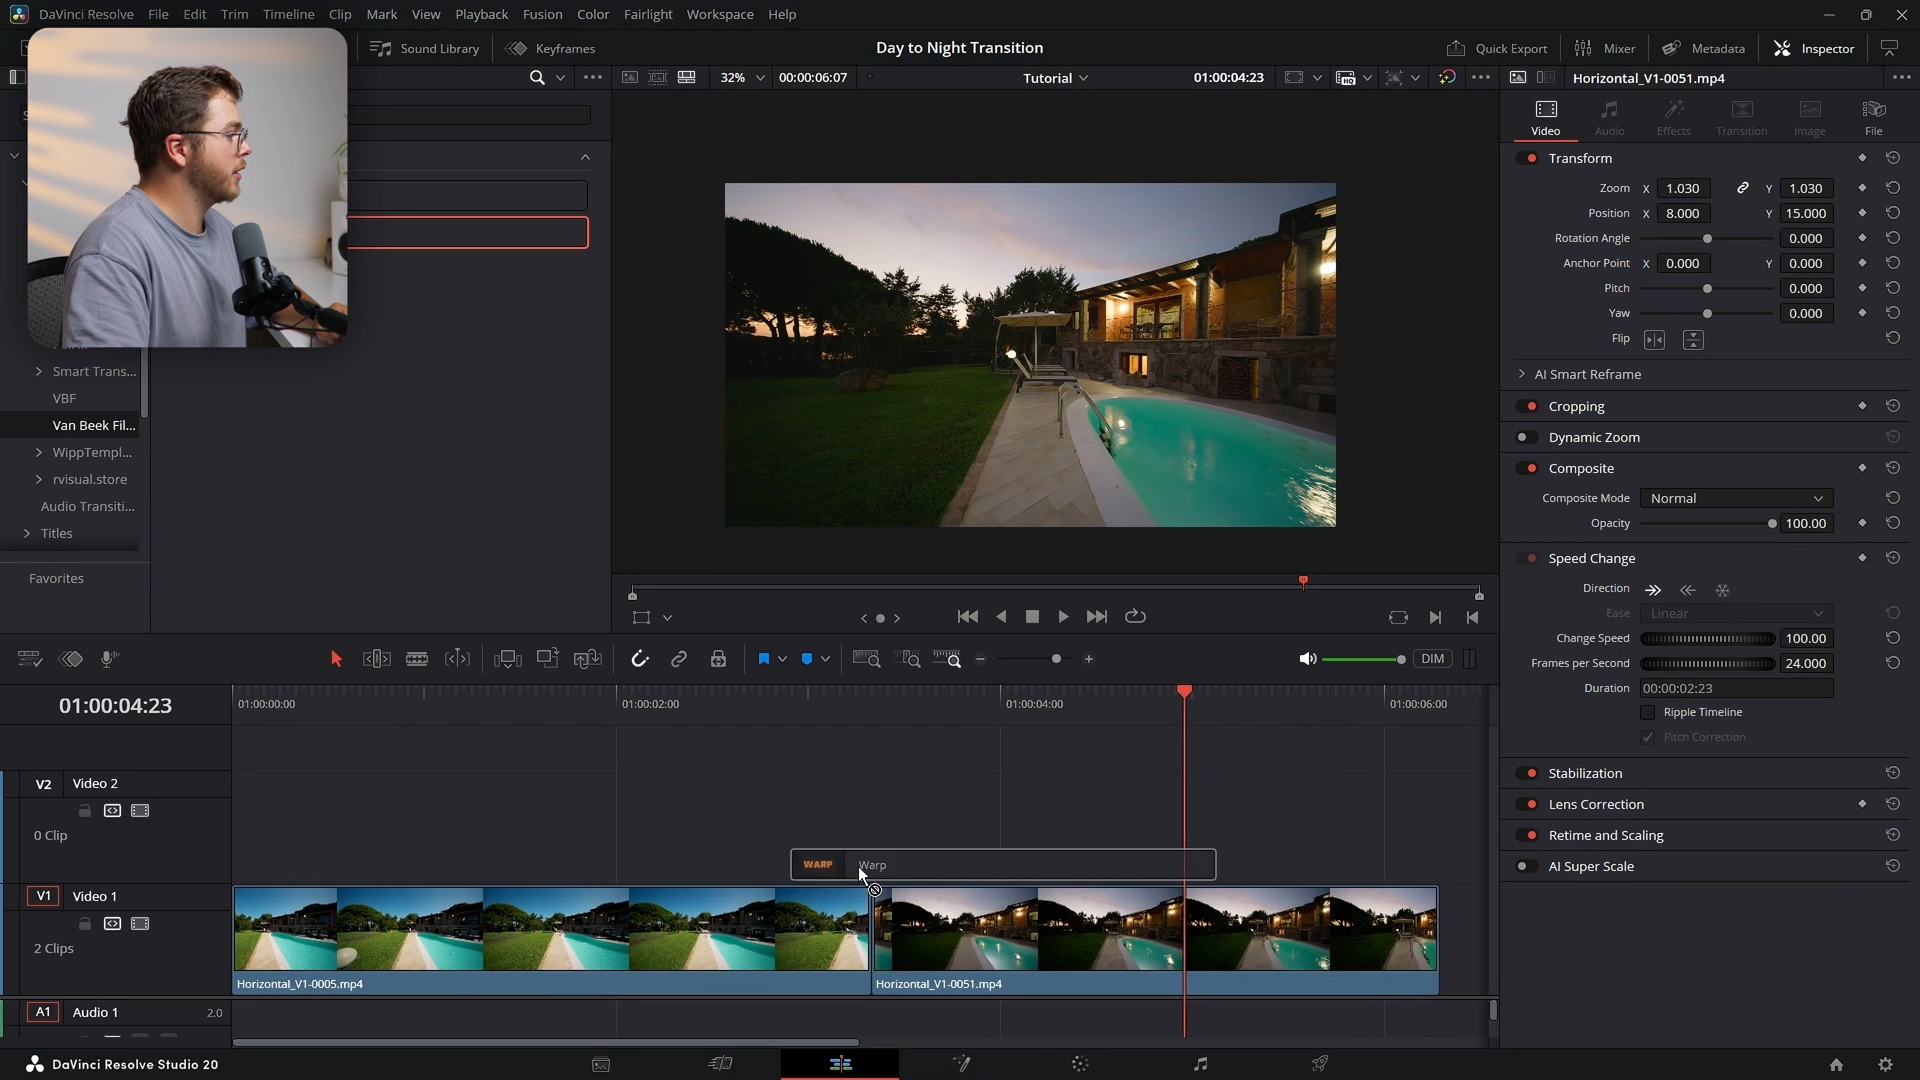 DaVinci Resolve File Edit Trim Timeline Clip Mark View Playback Fusion Color Fairlight Workspace Help
Sound Library Keyframes Day to Night Transition Quick Export Mixer Metadata Inspector
32% 00:00:06:07 Tutorial 01:00:04:23 Horizontal_V1-0051.mp4
Video Audio Effects Transition Image File
Transform
Zoom X 1.030 Y 1.030
Position X 8.000 Y 15.000
Rotation Angle 0.000
Anchor Point X 0.000 Y 0.000
Pitch 0.000
Yaw 0.000
Flip
AI Smart Reframe
Cropping
Dynamic Zoom
Composite
Composite Mode Normal
Opacity 100.00
Speed Change
Direction
Ease Linear
Change Speed 100.00
Frames per Second 24.000
Duration 00:00:02:23
Ripple Timeline
Pitch Correction
Stabilization
Lens Correction
Retime and Scaling
AI Super Scale
Smart Trans...
VBF
Van Beek Fil...
WippTempl...
rvisual.store
Audio Transiti...
Titles
Favorites
DIM
01:00:04:23
01:00:00:00 01:00:02:00 01:00:04:00 01:00:06:00
V2 Video 2
0 Clip
WARP Warp
V1 Video 1
2 Clips
Horizontal_V1-0005.mp4 Horizontal_V1-0051.mp4
A1 Audio 1 2.0
DaVinci Resolve Studio 20